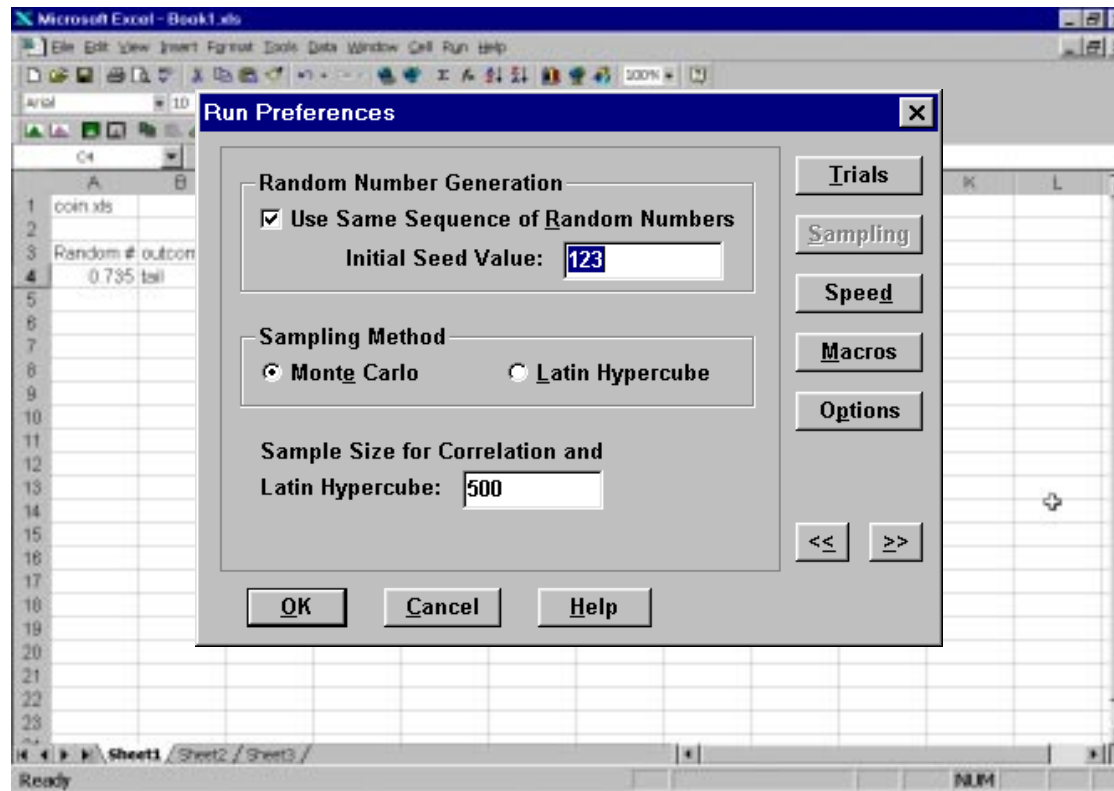 Microsoft Excel - Book1.xls
File Edit View Insert Format Tools Data Window Cell Run Help
100%
Arial 10
C4
A B K L
1 coin.xls
2
3 Random # outcom
4 0.735 tail
5
6
7
8
9
10
11
12
13
14
15
16
17
18
19
20
21
22
23
Run Preferences
Random Number Generation
Use Same Sequence of Random Numbers
Initial Seed Value: 123
Sampling Method
Monte Carlo Latin Hypercube
Sample Size for Correlation and
Latin Hypercube: 500
Trials
Sampling
Speed
Macros
Options
<< >>
OK Cancel Help
Sheet1 / Sheet2 / Sheet3 /
Ready NUM